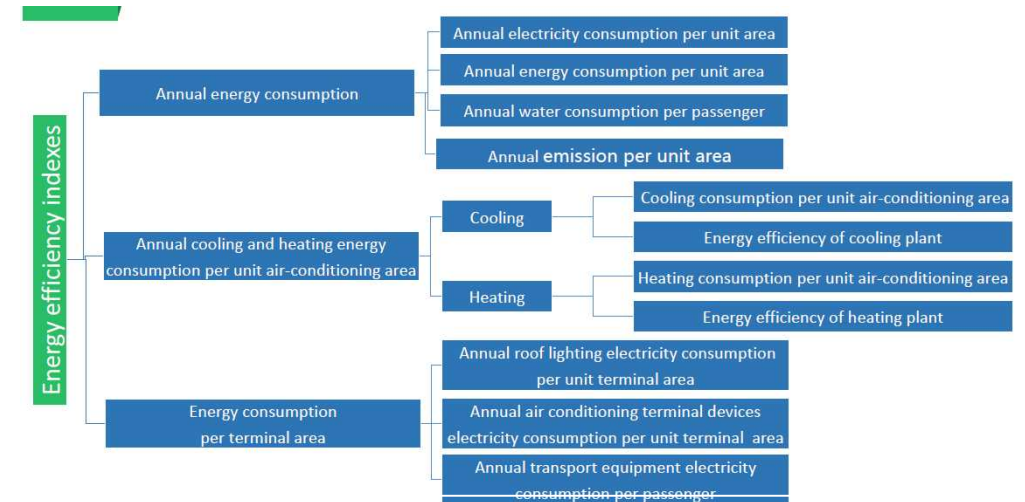 Energy efficiency indexes
Annual energy consumption
Annual electricity consumption per unit area
Annual energy consumption per unit area
Annual water consumption per passenger
Annual emission per unit area
Annual cooling and heating energy
consumption per unit air-conditioning area
Cooling
Cooling consumption per unit air-conditioning area
Energy efficiency of cooling plant
Heating
Heating consumption per unit air-conditioning area
Energy efficiency of heating plant
Energy consumption
per terminal area
Annual roof lighting electricity consumption
per unit terminal area
Annual air conditioning terminal devices
electricity consumption per unit terminal area
Annual transport equipment electricity
consumption per passenger